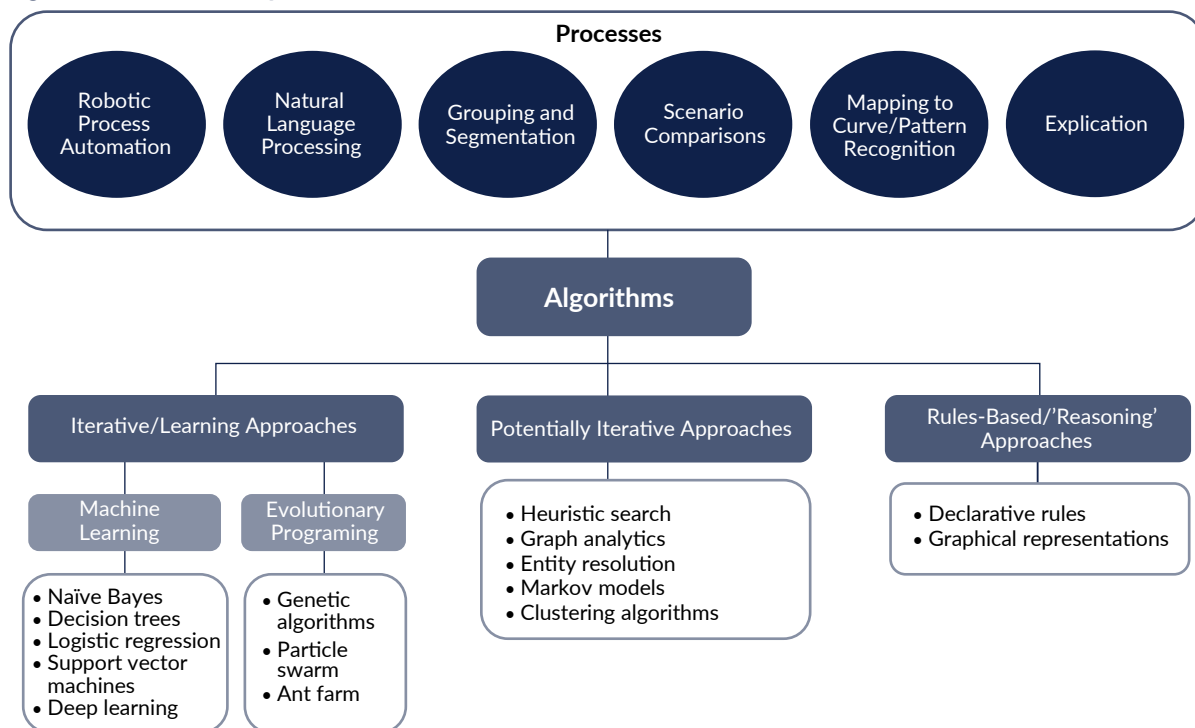 Processes
Robotic
Process
Automation
Natural
Language
Processing
Grouping and
Segmentation
Scenario
Comparisons
Mapping to
Curve/Pattern
Recognition
Explication
Algorithms
Iterative/Learning Approaches
Potentially Iterative Approaches
Rules-Based/'Reasoning'
Approaches
Machine
Learning
Evolutionary
Programing
• Naïve Bayes
• Decision trees
• Logistic regression
• Support vector
machines
• Deep learning
• Genetic
algorithms
• Particle
swarm
• Ant farm
• Heuristic search
• Graph analytics
• Entity resolution
• Markov models
• Clustering algorithms
• Declarative rules
• Graphical representations